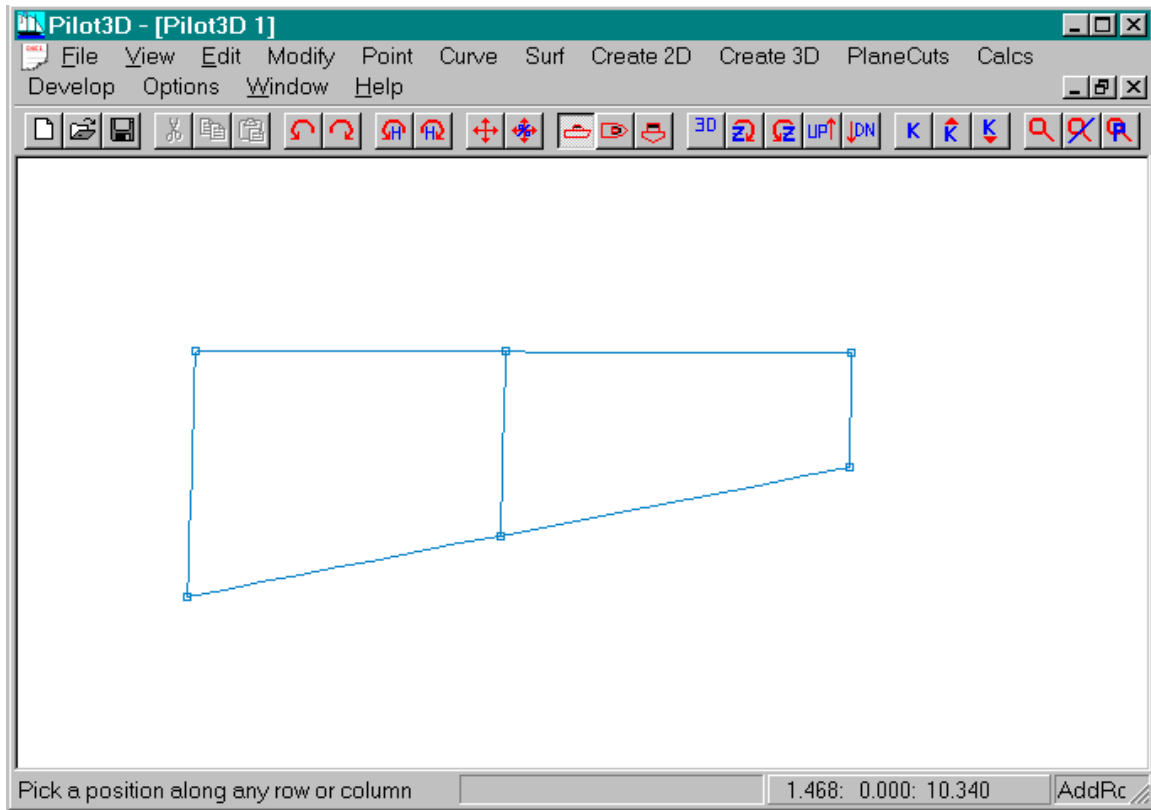 Pilot3D - [Pilot3D 1]
File View Edit Modify Point Curve Surf Create 2D Create 3D PlaneCuts Calcs
Develop Options Window Help
H H % 3D Z Z UP DN K K K P
Pick a position along any row or column 1.468: 0.000: 10.340 AddRc